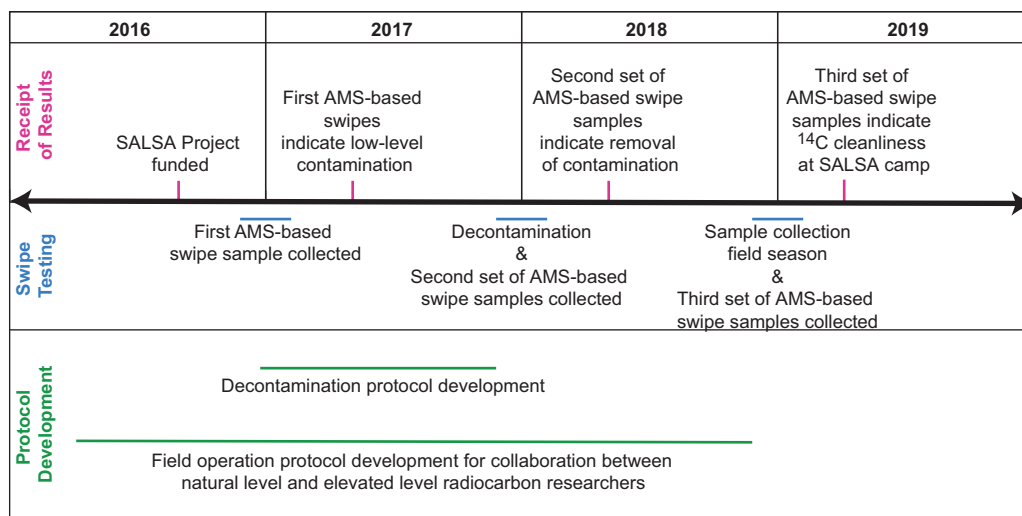 2016
2017
2018
2019
Receipt
of Results
SALSA Project
funded
First AMS-based
swipes
indicate low-level
contamination
Second set of
AMS-based swipe
samples
indicate removal
of contamination
Third set of
AMS-based swipe
samples indicate
¹⁴C cleanliness
at SALSA camp
Swipe
Testing
First AMS-based
swipe sample collected
Decontamination
&
Second set of AMS-based
swipe samples collected
Sample collection
field season
&
Third set of AMS-based
swipe samples collected
Protocol
Development
Decontamination protocol development
Field operation protocol development for collaboration between
natural level and elevated level radiocarbon researchers